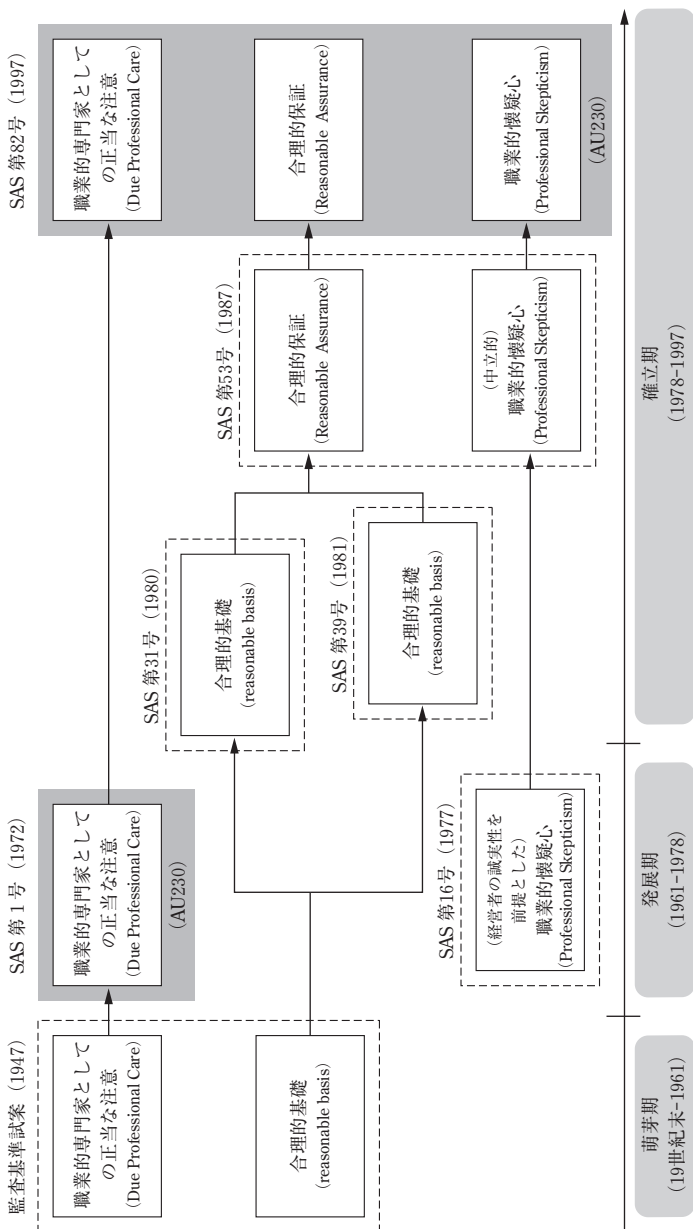 監査基準試案（1947）
職業的専門家として
の正当な注意
（Due Professional Care）
合理的基礎
（reasonable basis）
SAS 第１号（1972）
職業的専門家として
の正当な注意
（Due Professional Care）
（AU230）
SAS 第16号（1977）
（経営者の誠実性を
前提とした）
職業的懐疑心
（Professional Skepticism）
SAS 第31号（1980）
合理的基礎
（reasonable basis）
SAS 第39号（1981）
合理的基礎
（reasonable basis）
SAS 第53号（1987）
合理的保証
（Reasonable Assurance）
（中立的）
職業的懐疑心
（Professional Skepticism）
SAS 第82号（1997）
職業的専門家として
の正当な注意
（Due Professional Care）
合理的保証
（Reasonable Assurance）
職業的懐疑心
（Professional Skepticism）
（AU230）
萌芽期
（19世紀末-1961）
発展期
（1961-1978）
確立期
（1978-1997）